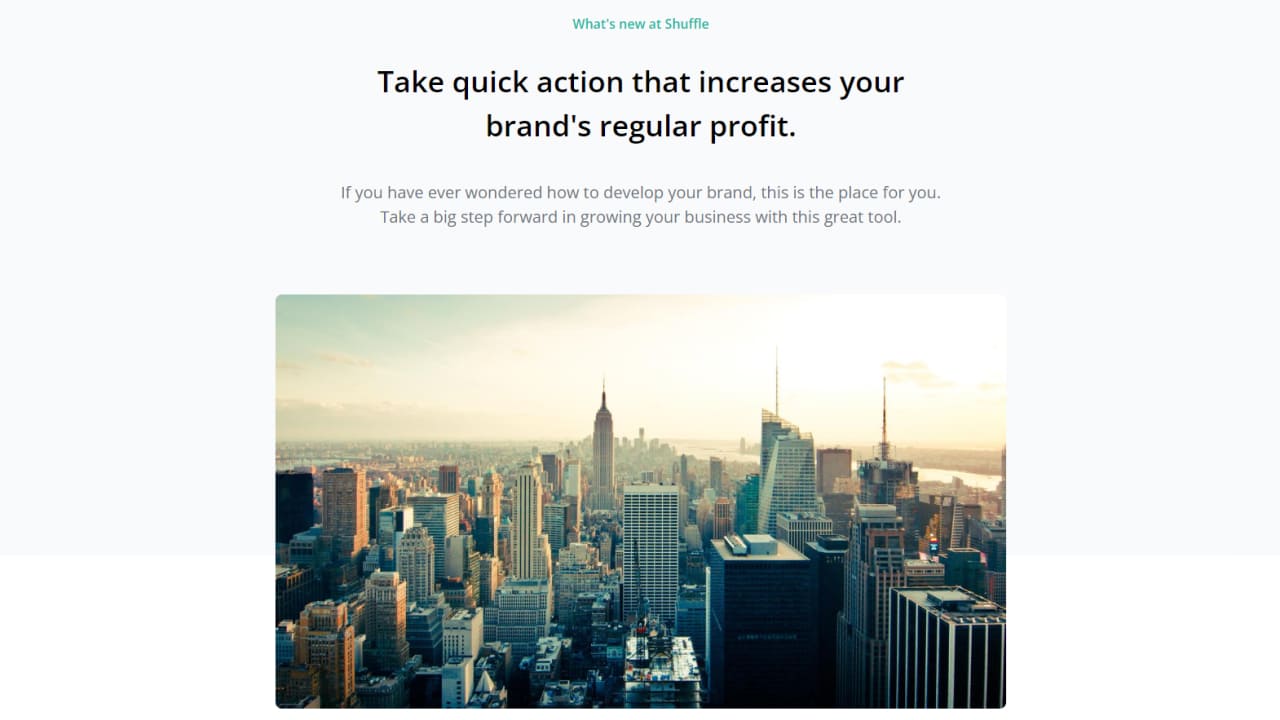 What's new at Shuffle
Take quick action that increases your
brand's regular profit.
If you have ever wondered how to develop your brand, this is the place for you.
Take a big step forward in growing your business with this great tool.